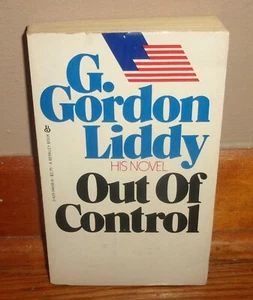 G.
Gordon
Liddy
HIS NOVEL
Out Of
Control